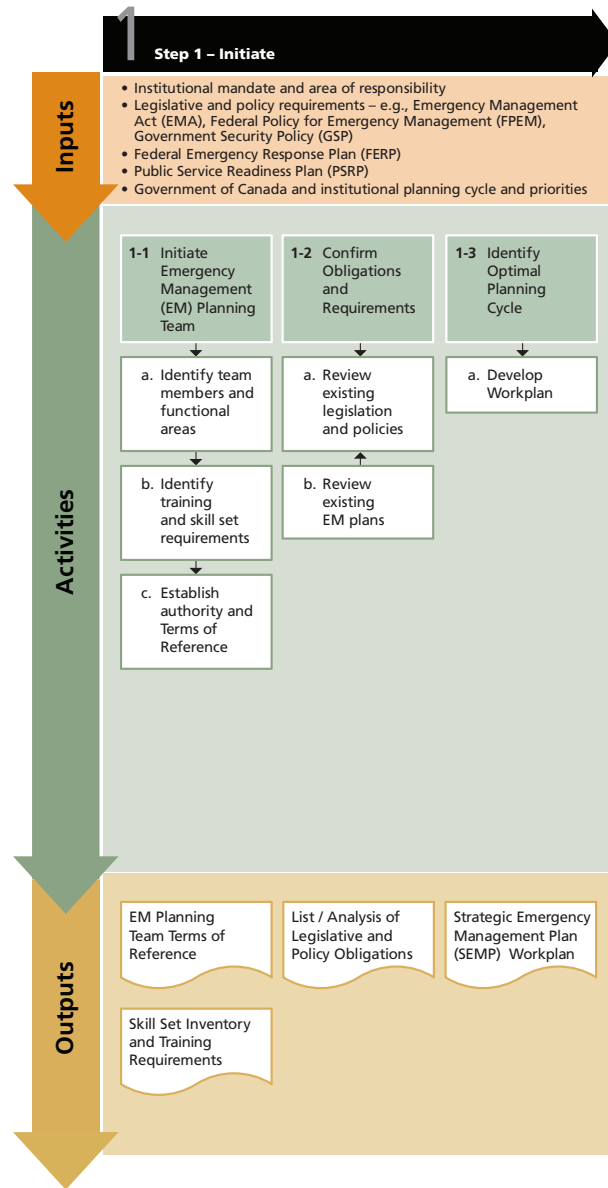 1
Step 1 – Initiate
Inputs
• Institutional mandate and area of responsibility
• Legislative and policy requirements – e.g., Emergency Management
Act (EMA), Federal Policy for Emergency Management (FPEM),
Government Security Policy (GSP)
• Federal Emergency Response Plan (FERP)
• Public Service Readiness Plan (PSRP)
• Government of Canada and institutional planning cycle and priorities
Activities
1-1 Initiate
Emergency
Management
(EM) Planning
Team
a. Identify team
members and
functional
areas
b. Identify
training
and skill set
requirements
c. Establish
authority and
Terms of
Reference
1-2 Confirm
Obligations
and
Requirements
a. Review
existing
legislation
and policies
b. Review
existing
EM plans
1-3 Identify
Optimal
Planning
Cycle
a. Develop
Workplan
Outputs
EM Planning
Team Terms of
Reference
Skill Set Inventory
and Training
Requirements
List / Analysis of
Legislative and
Policy Obligations
Strategic Emergency
Management Plan
(SEMP) Workplan